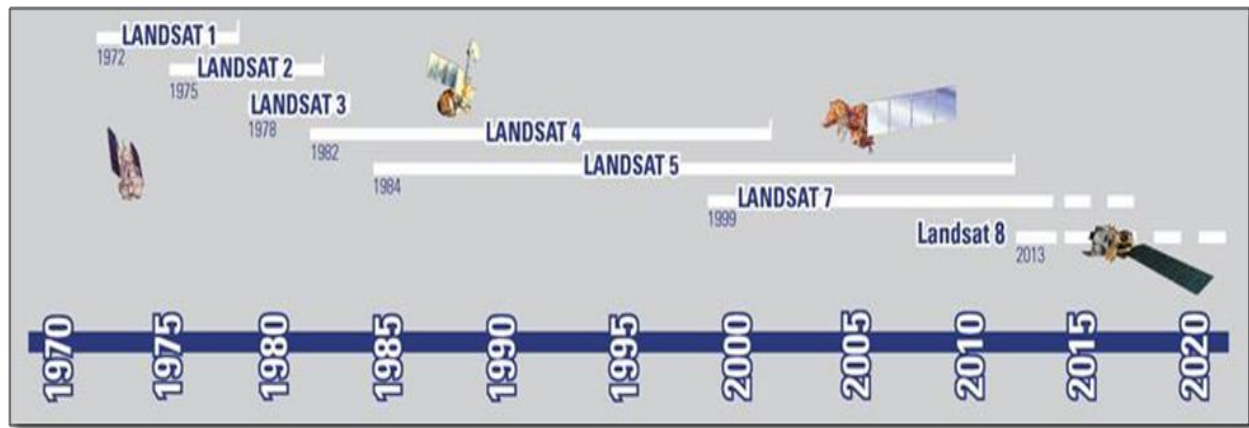 LANDSAT 1
1972
LANDSAT 2
1975
LANDSAT 3
1978
LANDSAT 4
1982
LANDSAT 5
1984
LANDSAT 7
1999
Landsat 8
2013
1970 1975 1980 1985 1990 1995 2000 2005 2010 2015 2020